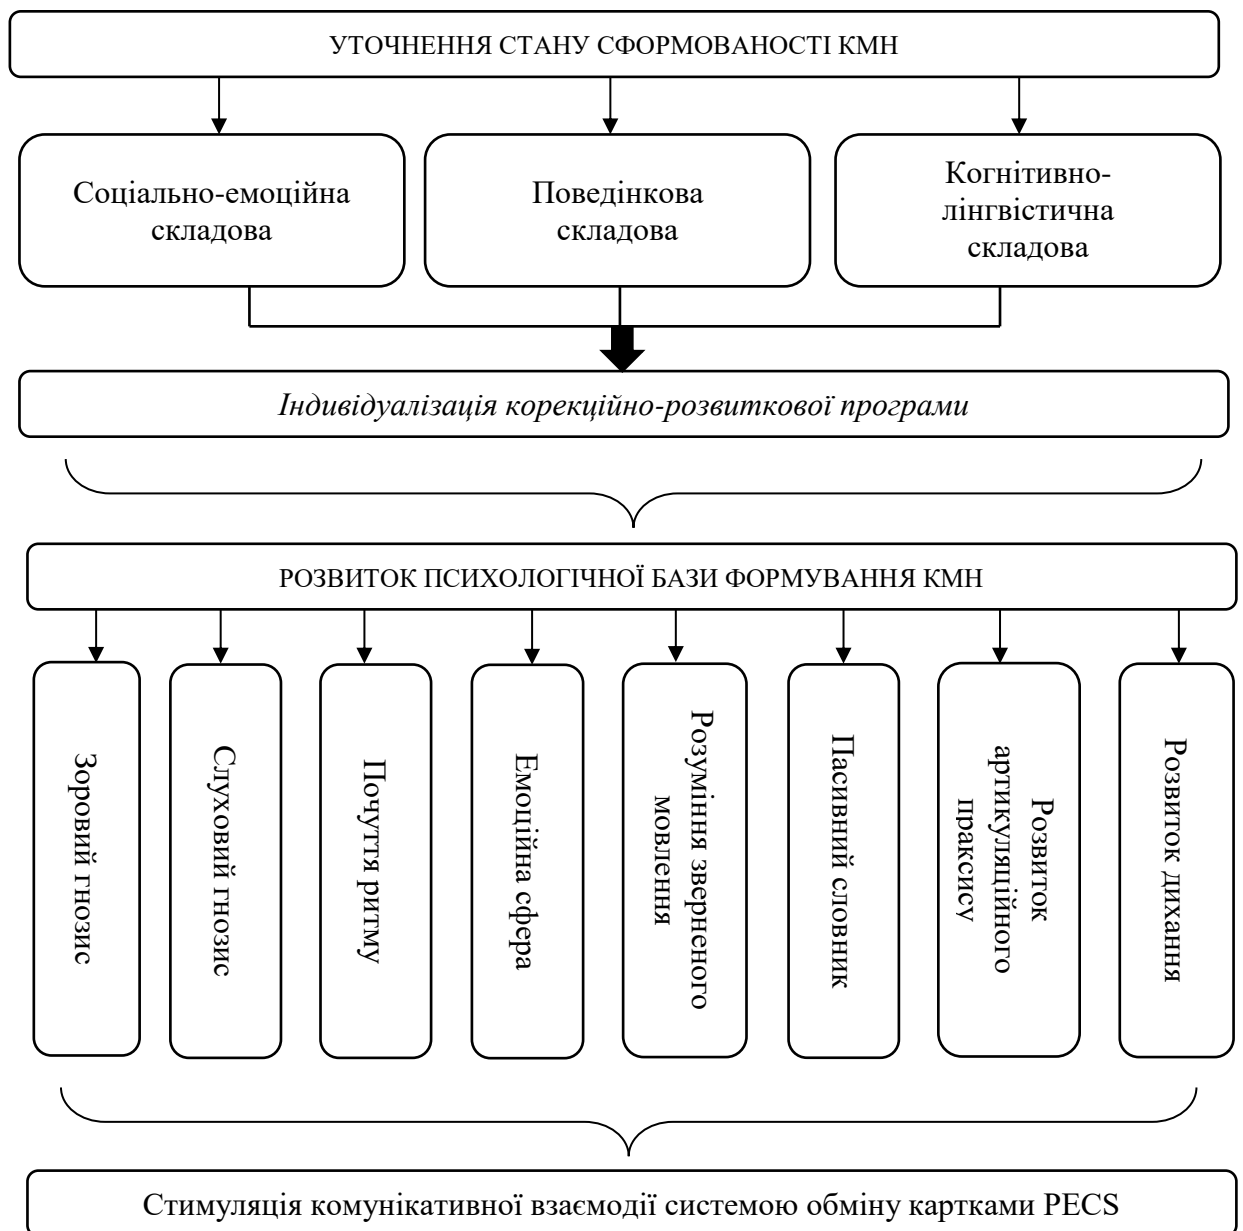 УТОЧНЕННЯ СТАНУ СФОРМОВАНОСТІ КМН
Соціально-емоційна
складова
Поведінкова
складова
Когнітивно-
лінгвістична
складова
Індивідуалізація корекційно-розвиткової програми
РОЗВИТОК ПСИХОЛОГІЧНОЇ БАЗИ ФОРМУВАННЯ КМН
Зоровий гнозис
Слуховий гнозис
Почуття ритму
Емоційна сфера
Розуміння зверненого
мовлення
Пасивний словник
Розвиток
артикуляційного
праксису
Розвиток дихання
Стимуляція комунікативної взаємодії системою обміну картками PECS